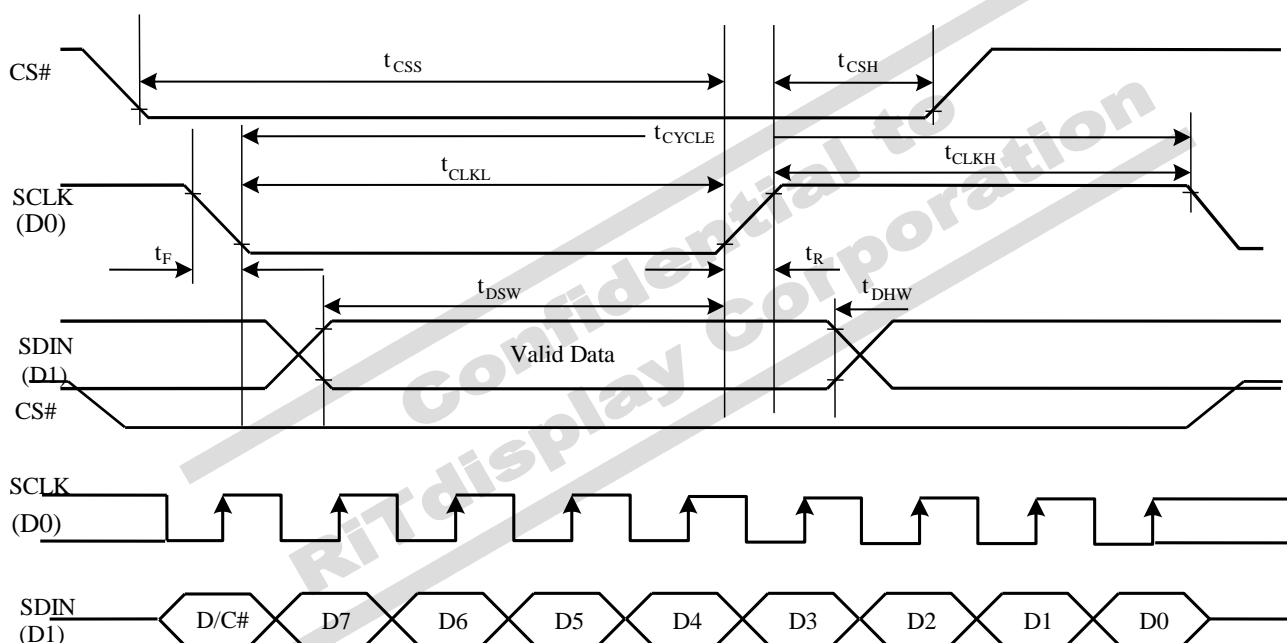 CS#
tCSS
tCSH
tCYCLE
tCLKL
tCLKH
SCLK
(D0)
tF
tR
tDSW
tDHW
SDIN
(D1)
Valid Data
CS#
SCLK
(D0)
SDIN
(D1)
D/C# D7 D6 D5 D4 D3 D2 D1 D0
Confidential to
RiTdisplay Corporation